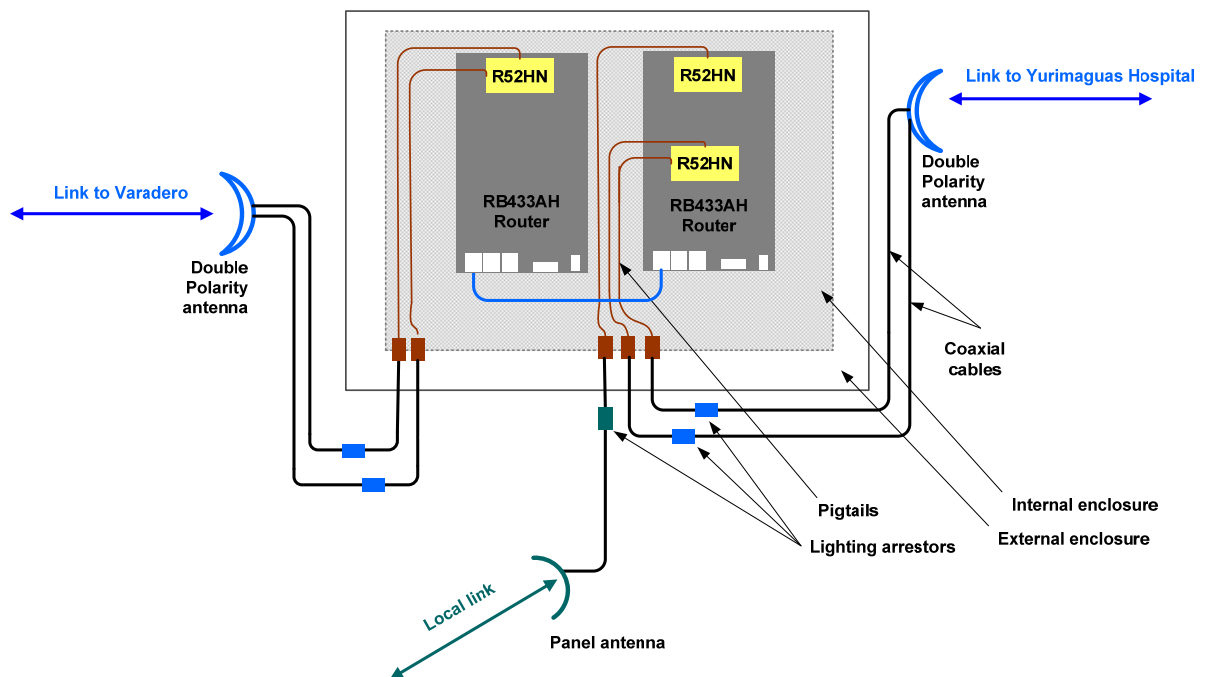 R52HN
R52HN
Link to Yurimaguas Hospital
R52HN
Double
Polarity
antenna
Link to Varadero
RB433AH
Router
RB433AH
Router
Double
Polarity
antenna
Coaxial
cables
Pigtails
Internal enclosure
Lighting arrestors
External enclosure
Local link
Panel antenna